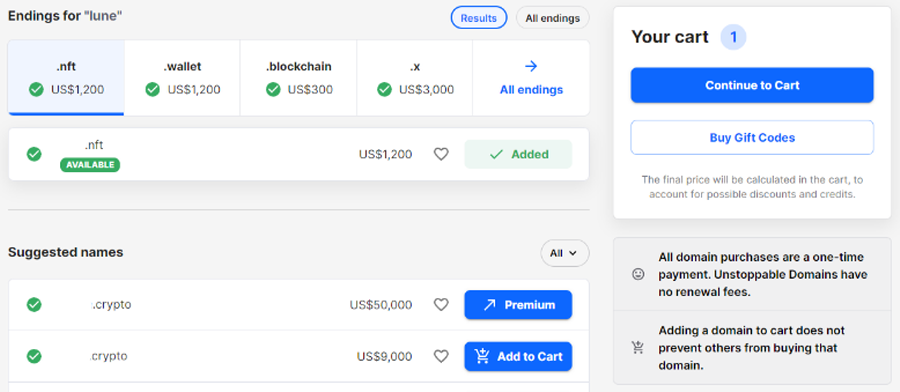 Endings for "lune"
Results
All endings
.nft
US$1,200
.wallet
US$1,200
.blockchain
US$300
.x
US$3,000
All endings
.nft
AVAILABLE
US$1,200
Added
Suggested names
All
.crypto
US$50,000
Premium
.crypto
US$9,000
Add to Cart
Your cart 1
Continue to Cart
Buy Gift Codes
The final price will be calculated in the cart, to
account for possible discounts and credits.
All domain purchases are a one-time
payment. Unstoppable Domains have
no renewal fees.
Adding a domain to cart does not
prevent others from buying that
domain.